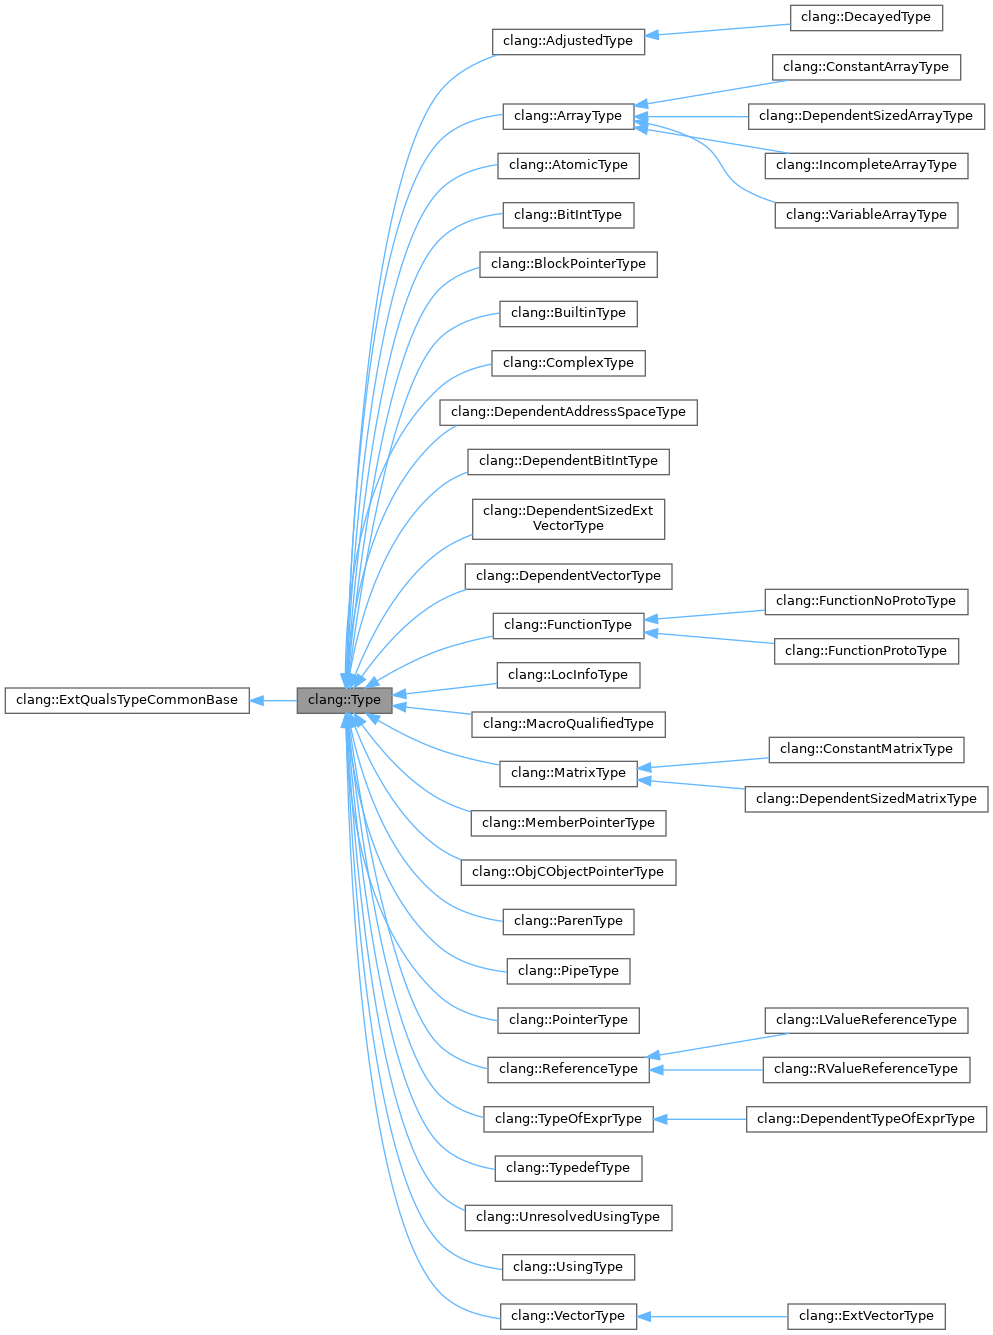 clang::DecayedType
clang::AdjustedType
clang::ConstantArrayType
clang::ArrayType
clang::DependentSizedArrayType
clang::AtomicType
clang::IncompleteArrayType
clang::BitIntType
clang::VariableArrayType
clang::BlockPointerType
clang::BuiltinType
clang::ComplexType
clang::DependentAddressSpaceType
clang::DependentBitIntType
clang::DependentSizedExt
VectorType
clang::DependentVectorType
clang::FunctionNoProtoType
clang::FunctionType
clang::FunctionProtoType
clang::LocInfoType
clang::ExtQualsTypeCommonBase
clang::Type
clang::MacroQualifiedType
clang::ConstantMatrixType
clang::MatrixType
clang::DependentSizedMatrixType
clang::MemberPointerType
clang::ObjCObjectPointerType
clang::ParenType
clang::PipeType
clang::PointerType
clang::LValueReferenceType
clang::ReferenceType
clang::RValueReferenceType
clang::TypeOfExprType
clang::DependentTypeOfExprType
clang::TypedefType
clang::UnresolvedUsingType
clang::UsingType
clang::VectorType
clang::ExtVectorType